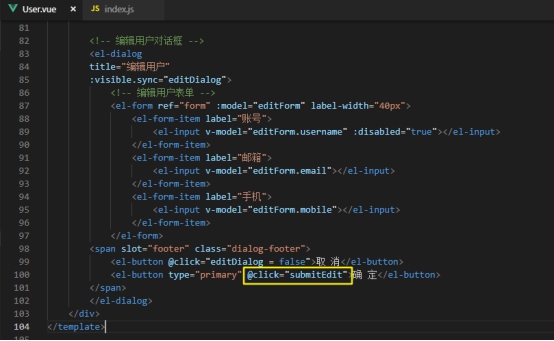 User.vue × JS index.js
81
82 <!-- 编辑用户对话框 -->
83 <el-dialog
84 title="编辑用户"
85 :visible.sync="editDialog">
86 <!-- 编辑用户表单 -->
87 <el-form ref="form" :model="editForm" label-width="40px">
88 <el-form-item label="账号">
89 <el-input v-model="editForm.username" :disabled="true"></el-input>
90 </el-form-item>
91 <el-form-item label="邮箱">
92 <el-input v-model="editForm.email"></el-input>
93 </el-form-item>
94 <el-form-item label="手机">
95 <el-input v-model="editForm.mobile"></el-input>
96 </el-form-item>
97 </el-form>
98 <span slot="footer" class="dialog-footer">
99 <el-button @click="editDialog = false">取 消</el-button>
100 <el-button type="primary" @click="submitEdit">确 定</el-button>
101 </span>
102 </el-dialog>
103 </div>
104 </template>